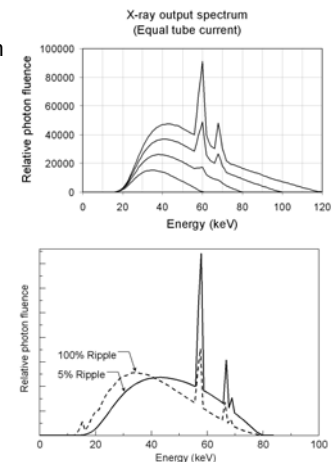 n
X-ray output spectrum
(Equal tube current)
Relative photon fluence
100000
80000
60000
40000
20000
0
0 20 40 60 80 100 120
Energy (keV)
Relative photon fluence
100% Ripple
5% Ripple
0 20 40 60 80 100
Energy (keV)